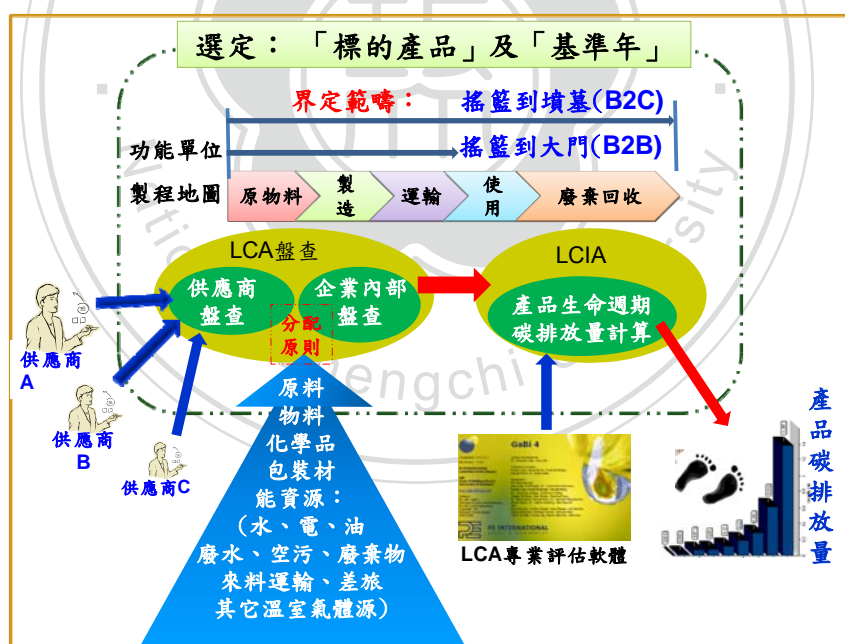 選定：「標的產品」及「基準年」
界定範疇： 搖籃到墳墓(B2C)
功能單位 搖籃到大門(B2B)
製程地圖 原物料 製造 運輸 使用 廢棄回收
LCA盤查
LCIA
供應商
盤查
企業內部
盤查
分配
原則
產品生命週期
碳排放量計算
供應商
A
供應商
B
供應商C
原料
物料
化學品
包裝材
能資源：
（水、電、油
廢水、空污、廢棄物
來料運輸、差旅
其它溫室氣體源）
GaBi 4
PE INTERNATIONAL
LCA專業評估軟體
產品碳排放量
engchi